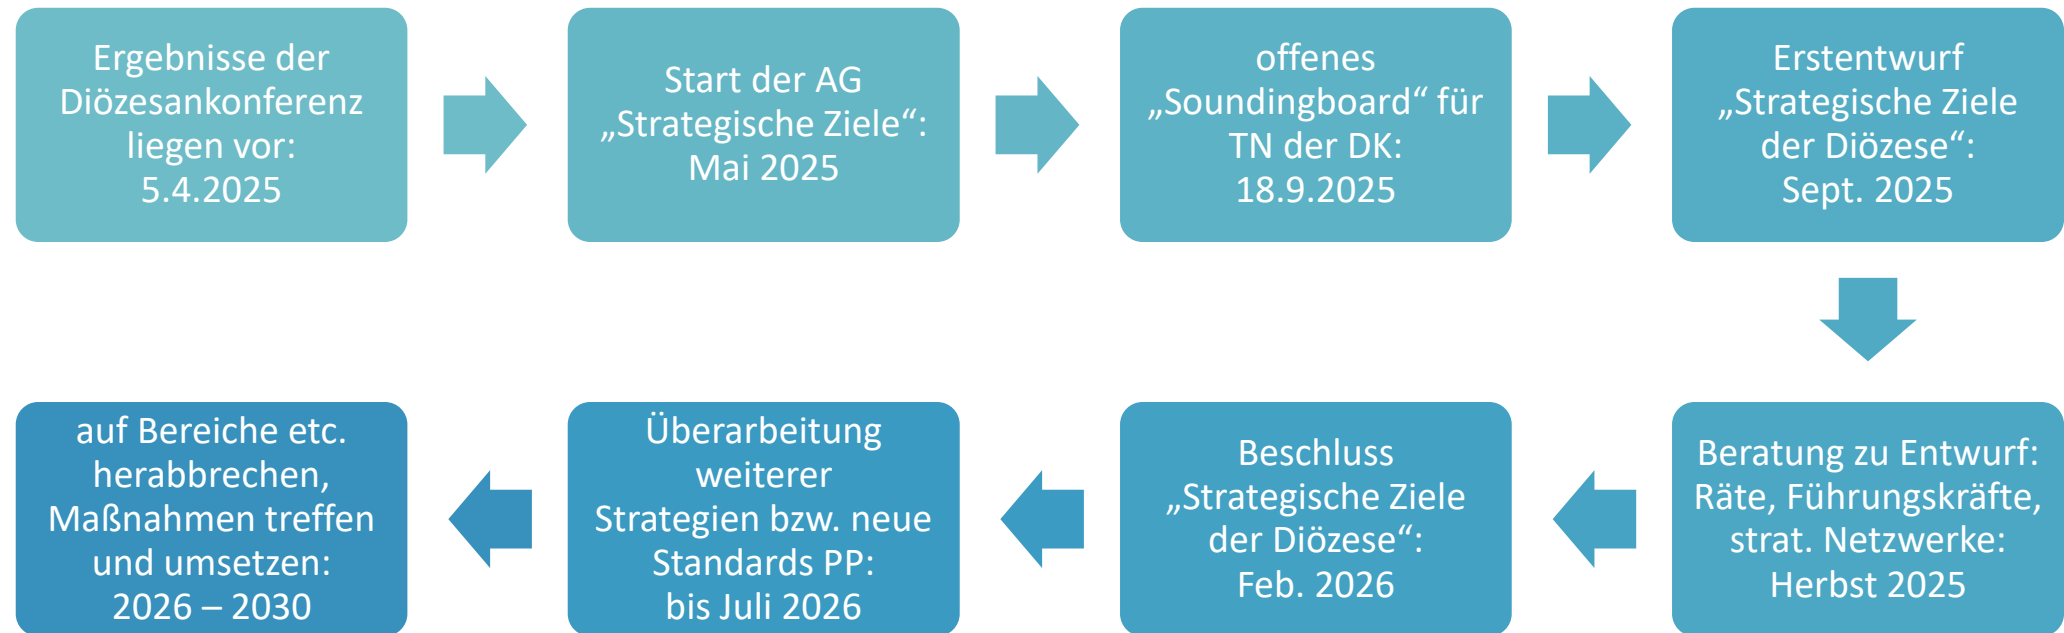 Ergebnisse der
Diözesankonferenz
liegen vor:
5.4.2025
Start der AG
„Strategische Ziele“:
Mai 2025
offenes
„Soundingboard“ für
TN der DK:
18.9.2025
Erstentwurf
„Strategische Ziele
der Diözese“:
Sept. 2025
Beratung zu Entwurf:
Räte, Führungskräfte,
strat. Netzwerke:
Herbst 2025
Beschluss
„Strategische Ziele
der Diözese“:
Feb. 2026
Überarbeitung
weiterer
Strategien bzw. neue
Standards PP:
bis Juli 2026
auf Bereiche etc.
herabbrechen,
Maßnahmen treffen
und umsetzen:
2026 – 2030